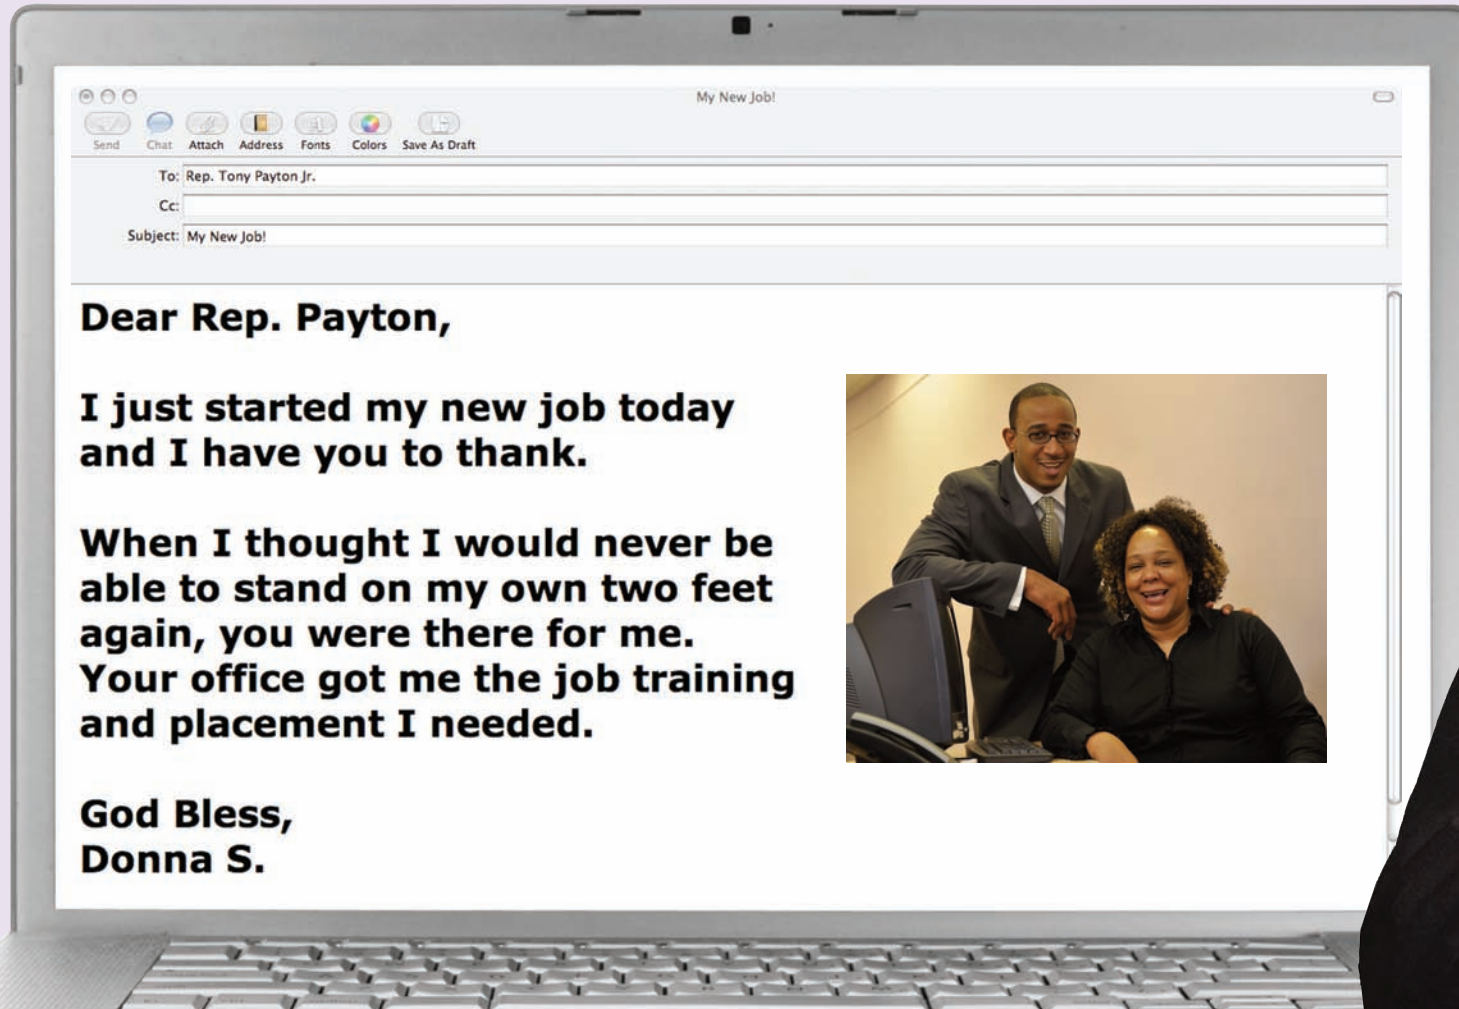 My New Job!
Send Chat Attach Address Fonts Colors Save As Draft
To: Rep. Tony Payton Jr.
Cc:
Subject: My New Job!
Dear Rep. Payton,
I just started my new job today
and I have you to thank.
When I thought I would never be
able to stand on my own two feet
again, you were there for me.
Your office got me the job training
and placement I needed.
God Bless,
Donna S.